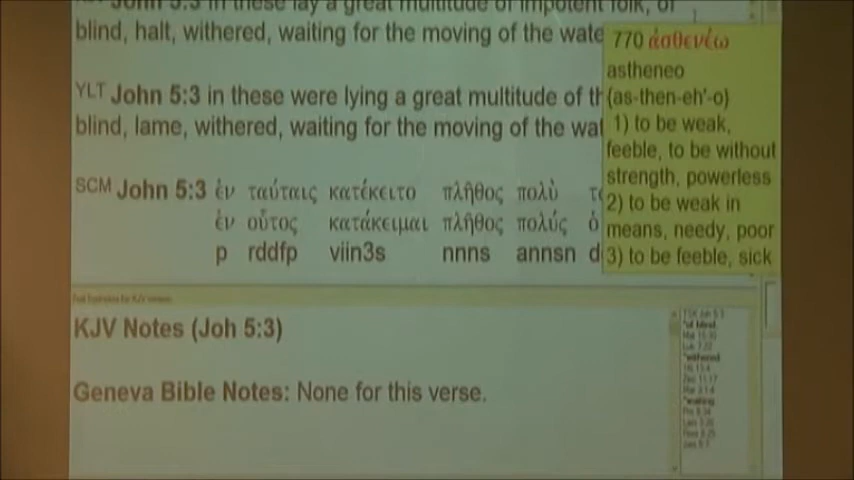 John 5:3 in these lay a great multitude of impotent folk, of
blind, halt, withered, waiting for the moving of the wate
YLT John 5:3 in these were lying a great multitude of th
blind, lame, withered, waiting for the moving of the wat
SCM John 5:3 ἐν ταύταις κατέκειτο πλῆθος πολὺ
ἐν οὗτος κατάκειμαι πλῆθος πολύς ὁ
p rddfp viin3s nnns annsn d
770 ἀσθενέω
astheneo
(as-then-eh'-o)
1) to be weak,
feeble, to be without
strength, powerless
2) to be weak in
means, needy, poor
3) to be feeble, sick
KJV Notes (Joh 5:3)
Geneva Bible Notes: None for this verse.
"of blind
"withered
"waiting